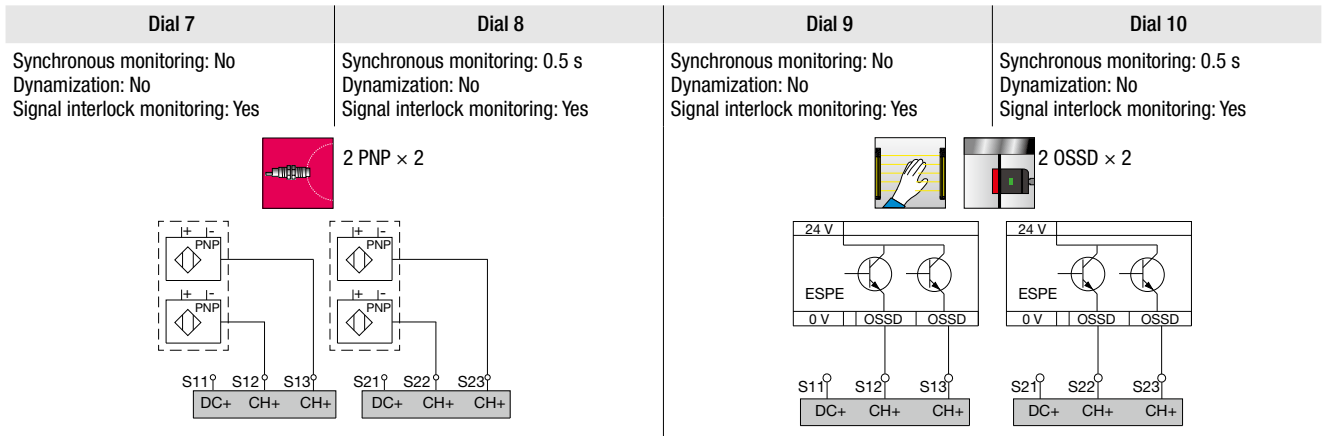 Dial 7
Dial 8
Dial 9
Dial 10
Synchronous monitoring: No
Dynamization: No
Signal interlock monitoring: Yes
Synchronous monitoring: 0.5 s
Dynamization: No
Signal interlock monitoring: Yes
Synchronous monitoring: No
Dynamization: No
Signal interlock monitoring: Yes
Synchronous monitoring: 0.5 s
Dynamization: No
Signal interlock monitoring: Yes
2 PNP × 2
|+ |-
PNP
|+ |-
PNP
S11 S12 S13
DC+ CH+ CH+
|+ |-
PNP
|+ |-
PNP
S21 S22 S23
DC+ CH+ CH+
2 OSSD × 2
24 V
ESPE
0 V OSSD OSSD
S11 S12 S13
DC+ CH+ CH+
24 V
ESPE
0 V OSSD OSSD
S21 S22 S23
DC+ CH+ CH+